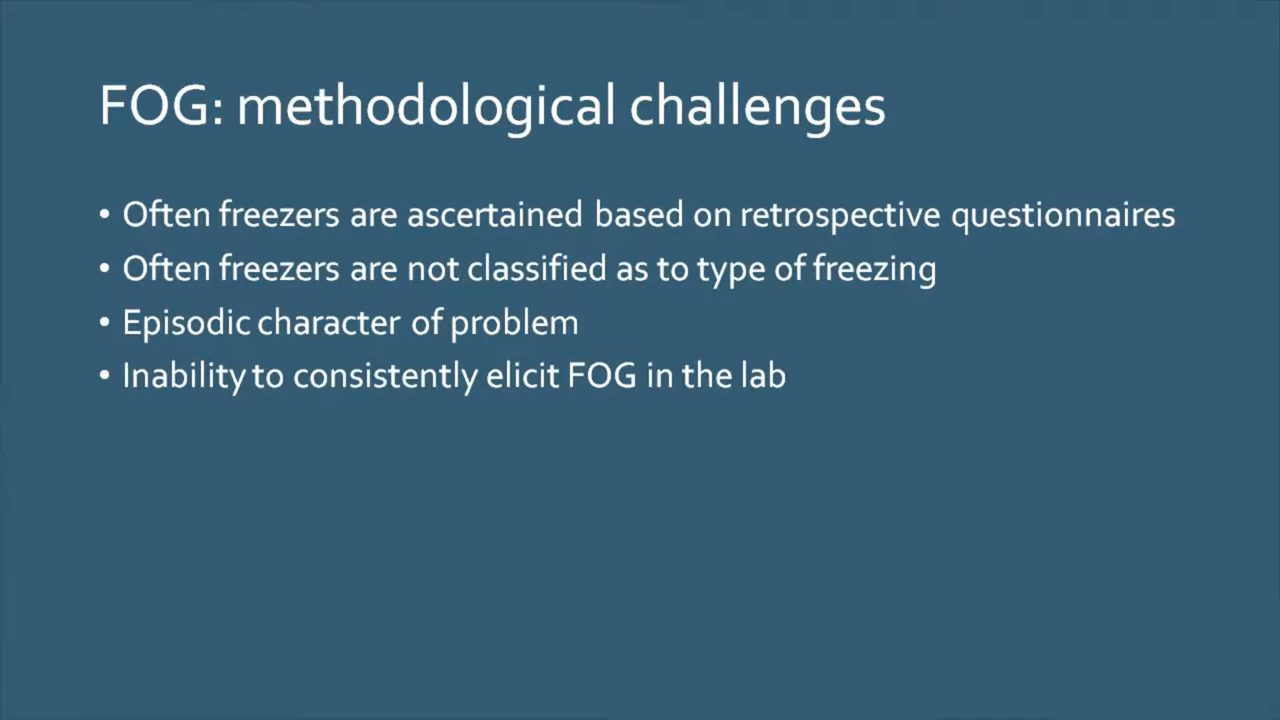 FOG: methodological challenges
• Often freezers are ascertained based on retrospective questionnaires
• Often freezers are not classified as to type of freezing
• Episodic character of problem
• Inability to consistently elicit FOG in the lab